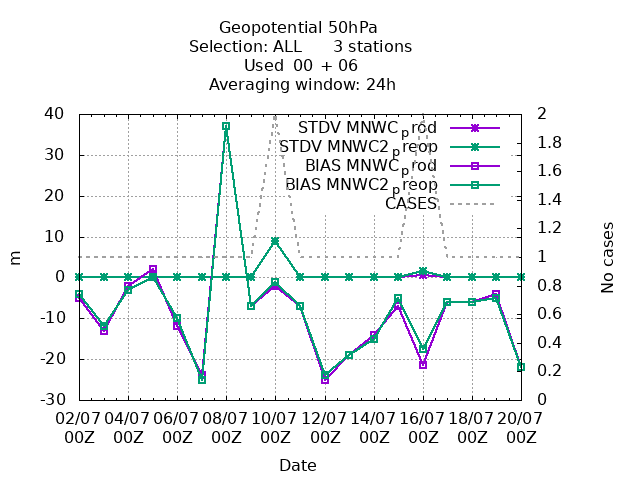 Geopotential 50hPa
Selection: ALL 3 stations
Used 00 + 06
Averaging window: 24h
STDV MNWC_prod
STDV MNWC2_preop
BIAS MNWC_prod
BIAS MNWC2_preop
CASES
40
30
20
10
0
-10
-20
-30
m
2
1.8
1.6
1.4
1.2
1
0.8
0.6
0.4
0.2
0
No cases
02/07 04/07 06/07 08/07 10/07 12/07 14/07 16/07 18/07 20/07
00Z 00Z 00Z 00Z 00Z 00Z 00Z 00Z 00Z 00Z
Date